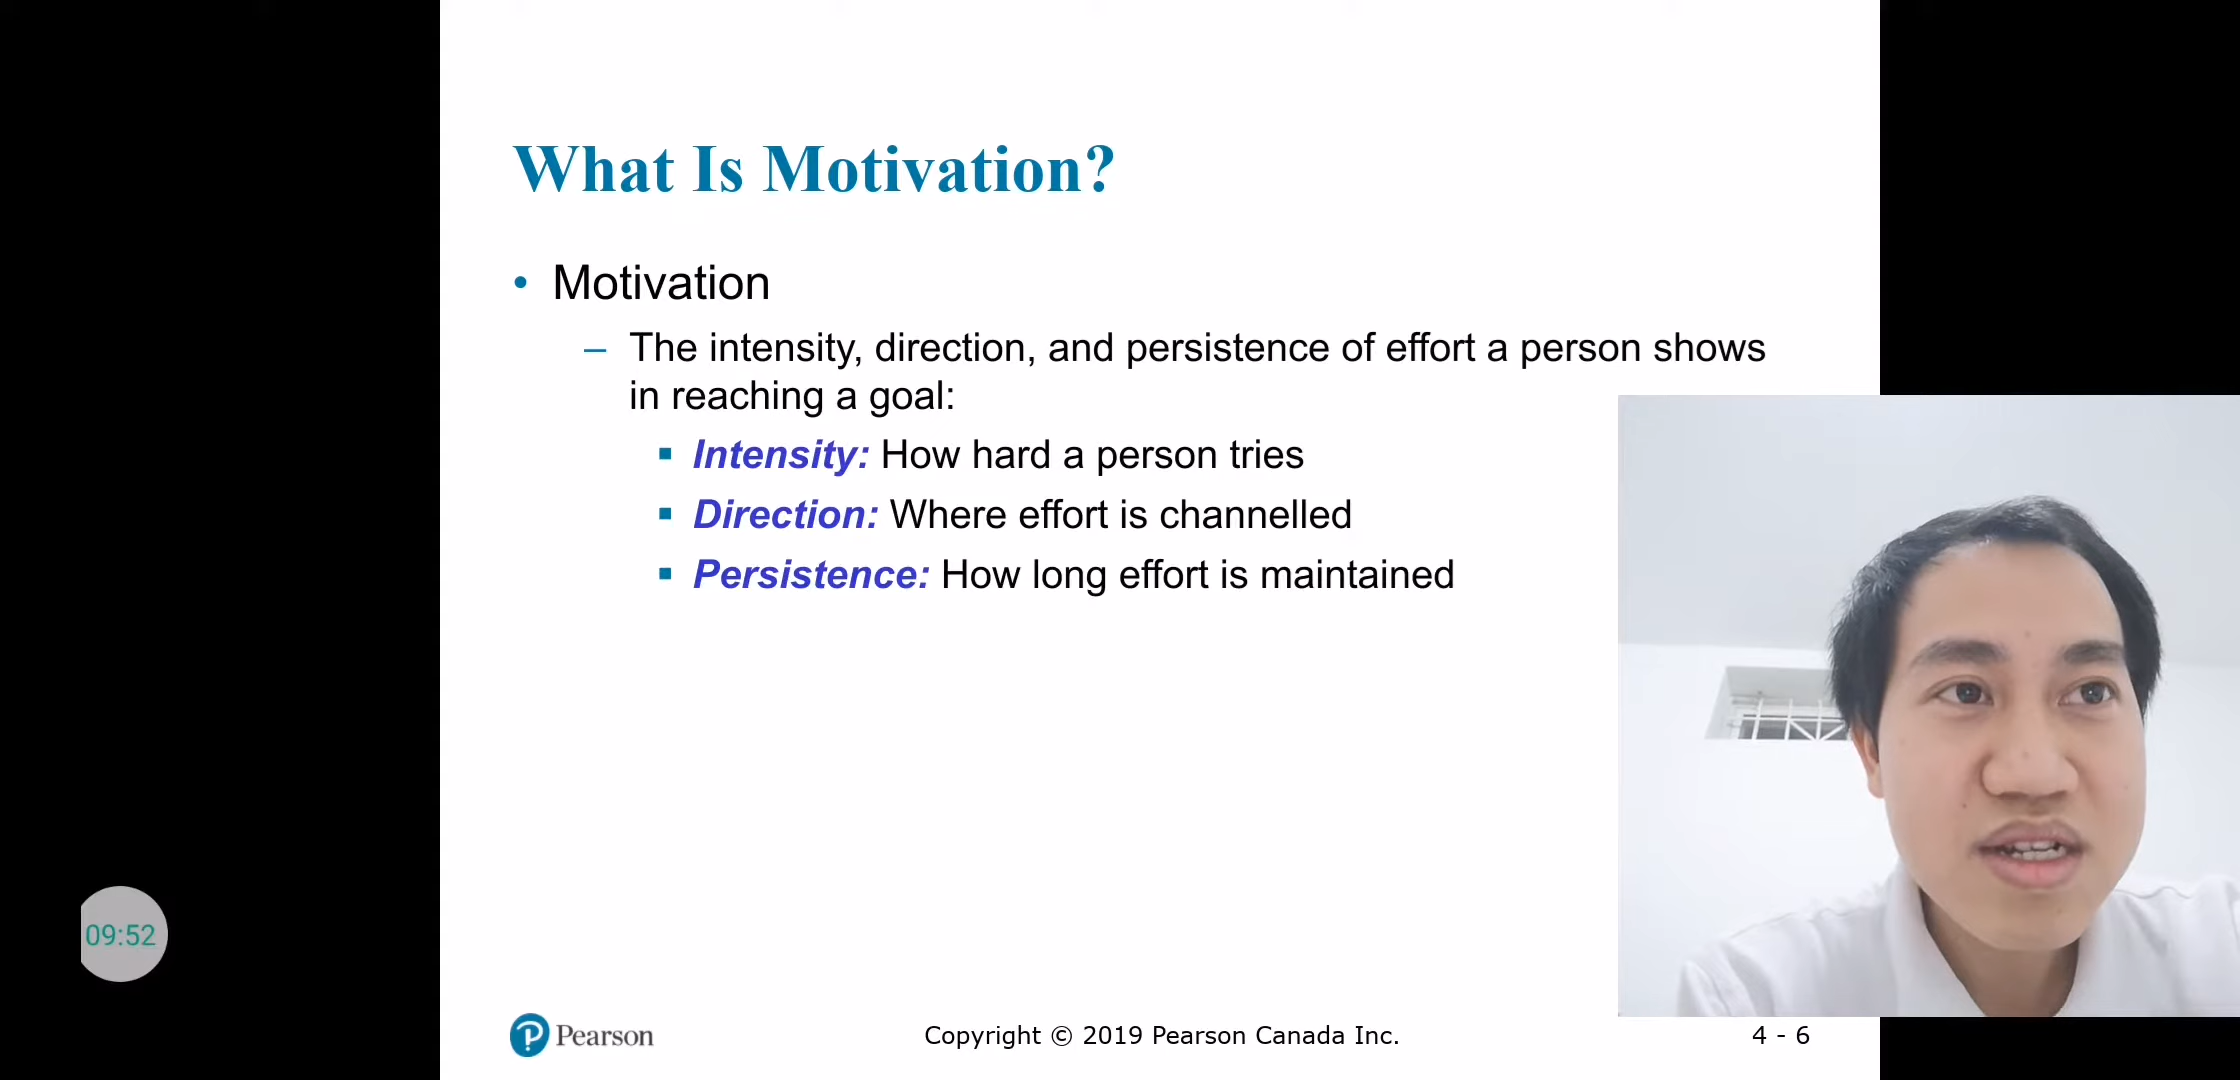 What Is Motivation?
• Motivation
– The intensity, direction, and persistence of effort a person shows
in reaching a goal:
▪ Intensity: How hard a person tries
▪ Direction: Where effort is channelled
▪ Persistence: How long effort is maintained
09:52
Pearson
Copyright © 2019 Pearson Canada Inc.
4 - 6